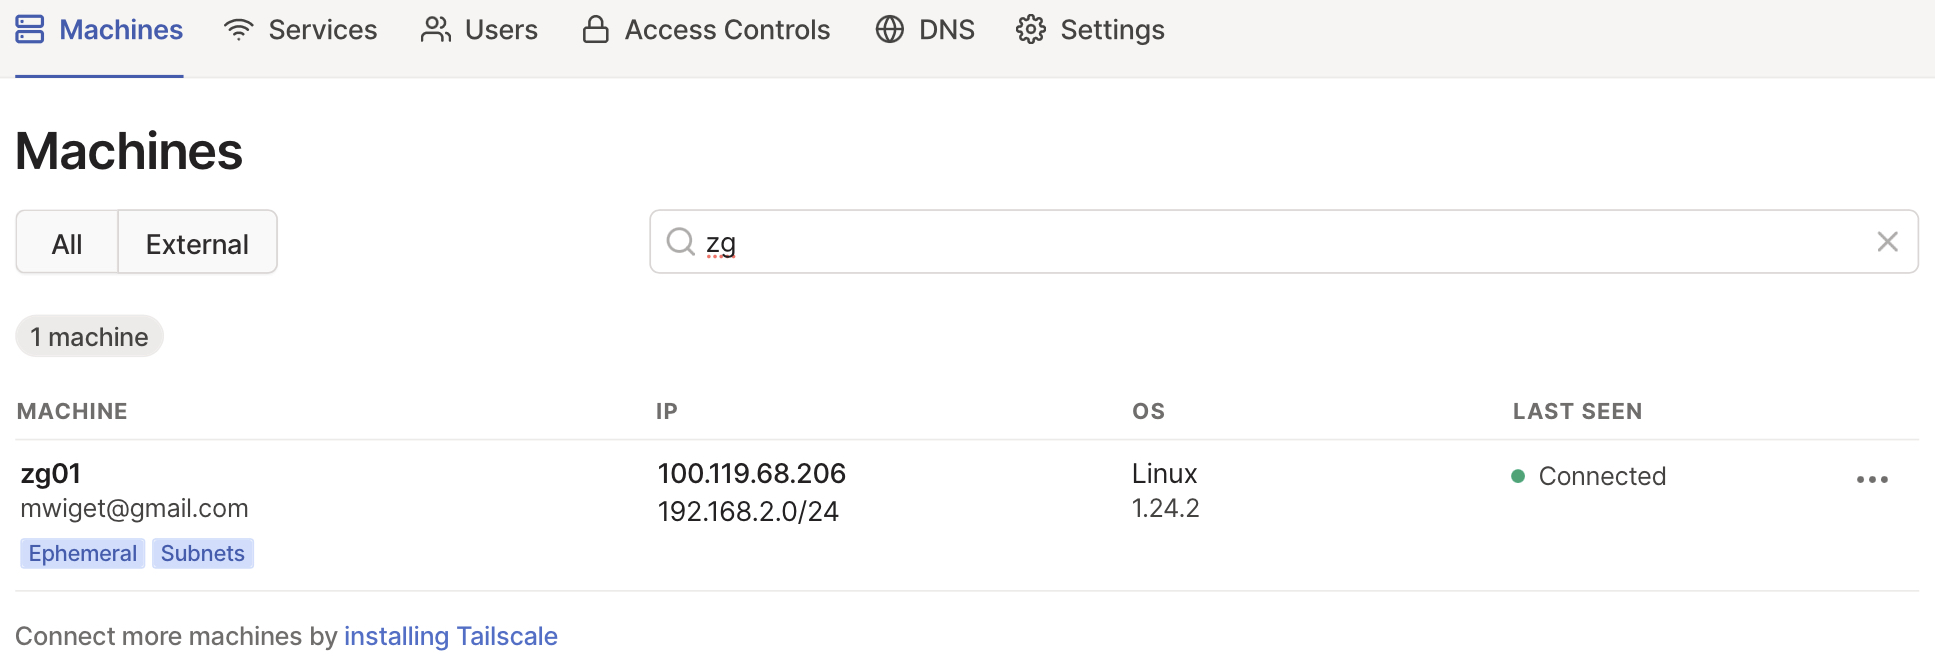 Machines Services Users Access Controls DNS Settings
Machines
All External zg
1 machine
MACHINE IP OS LAST SEEN
zg01 100.119.68.206 Linux Connected
mwiget@gmail.com 192.168.2.0/24 1.24.2
Ephemeral Subnets
Connect more machines by installing Tailscale